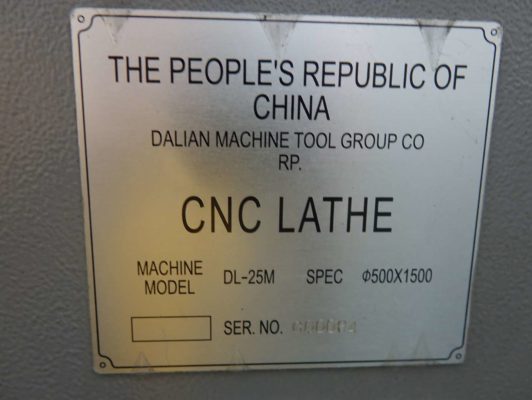 THE PEOPLE'S REPUBLIC OF
CHINA
DALIAN MACHINE TOOL GROUP CO
RP.
CNC LATHE
MACHINE
MODEL DL-25M SPEC Φ500X1500
SER. NO.